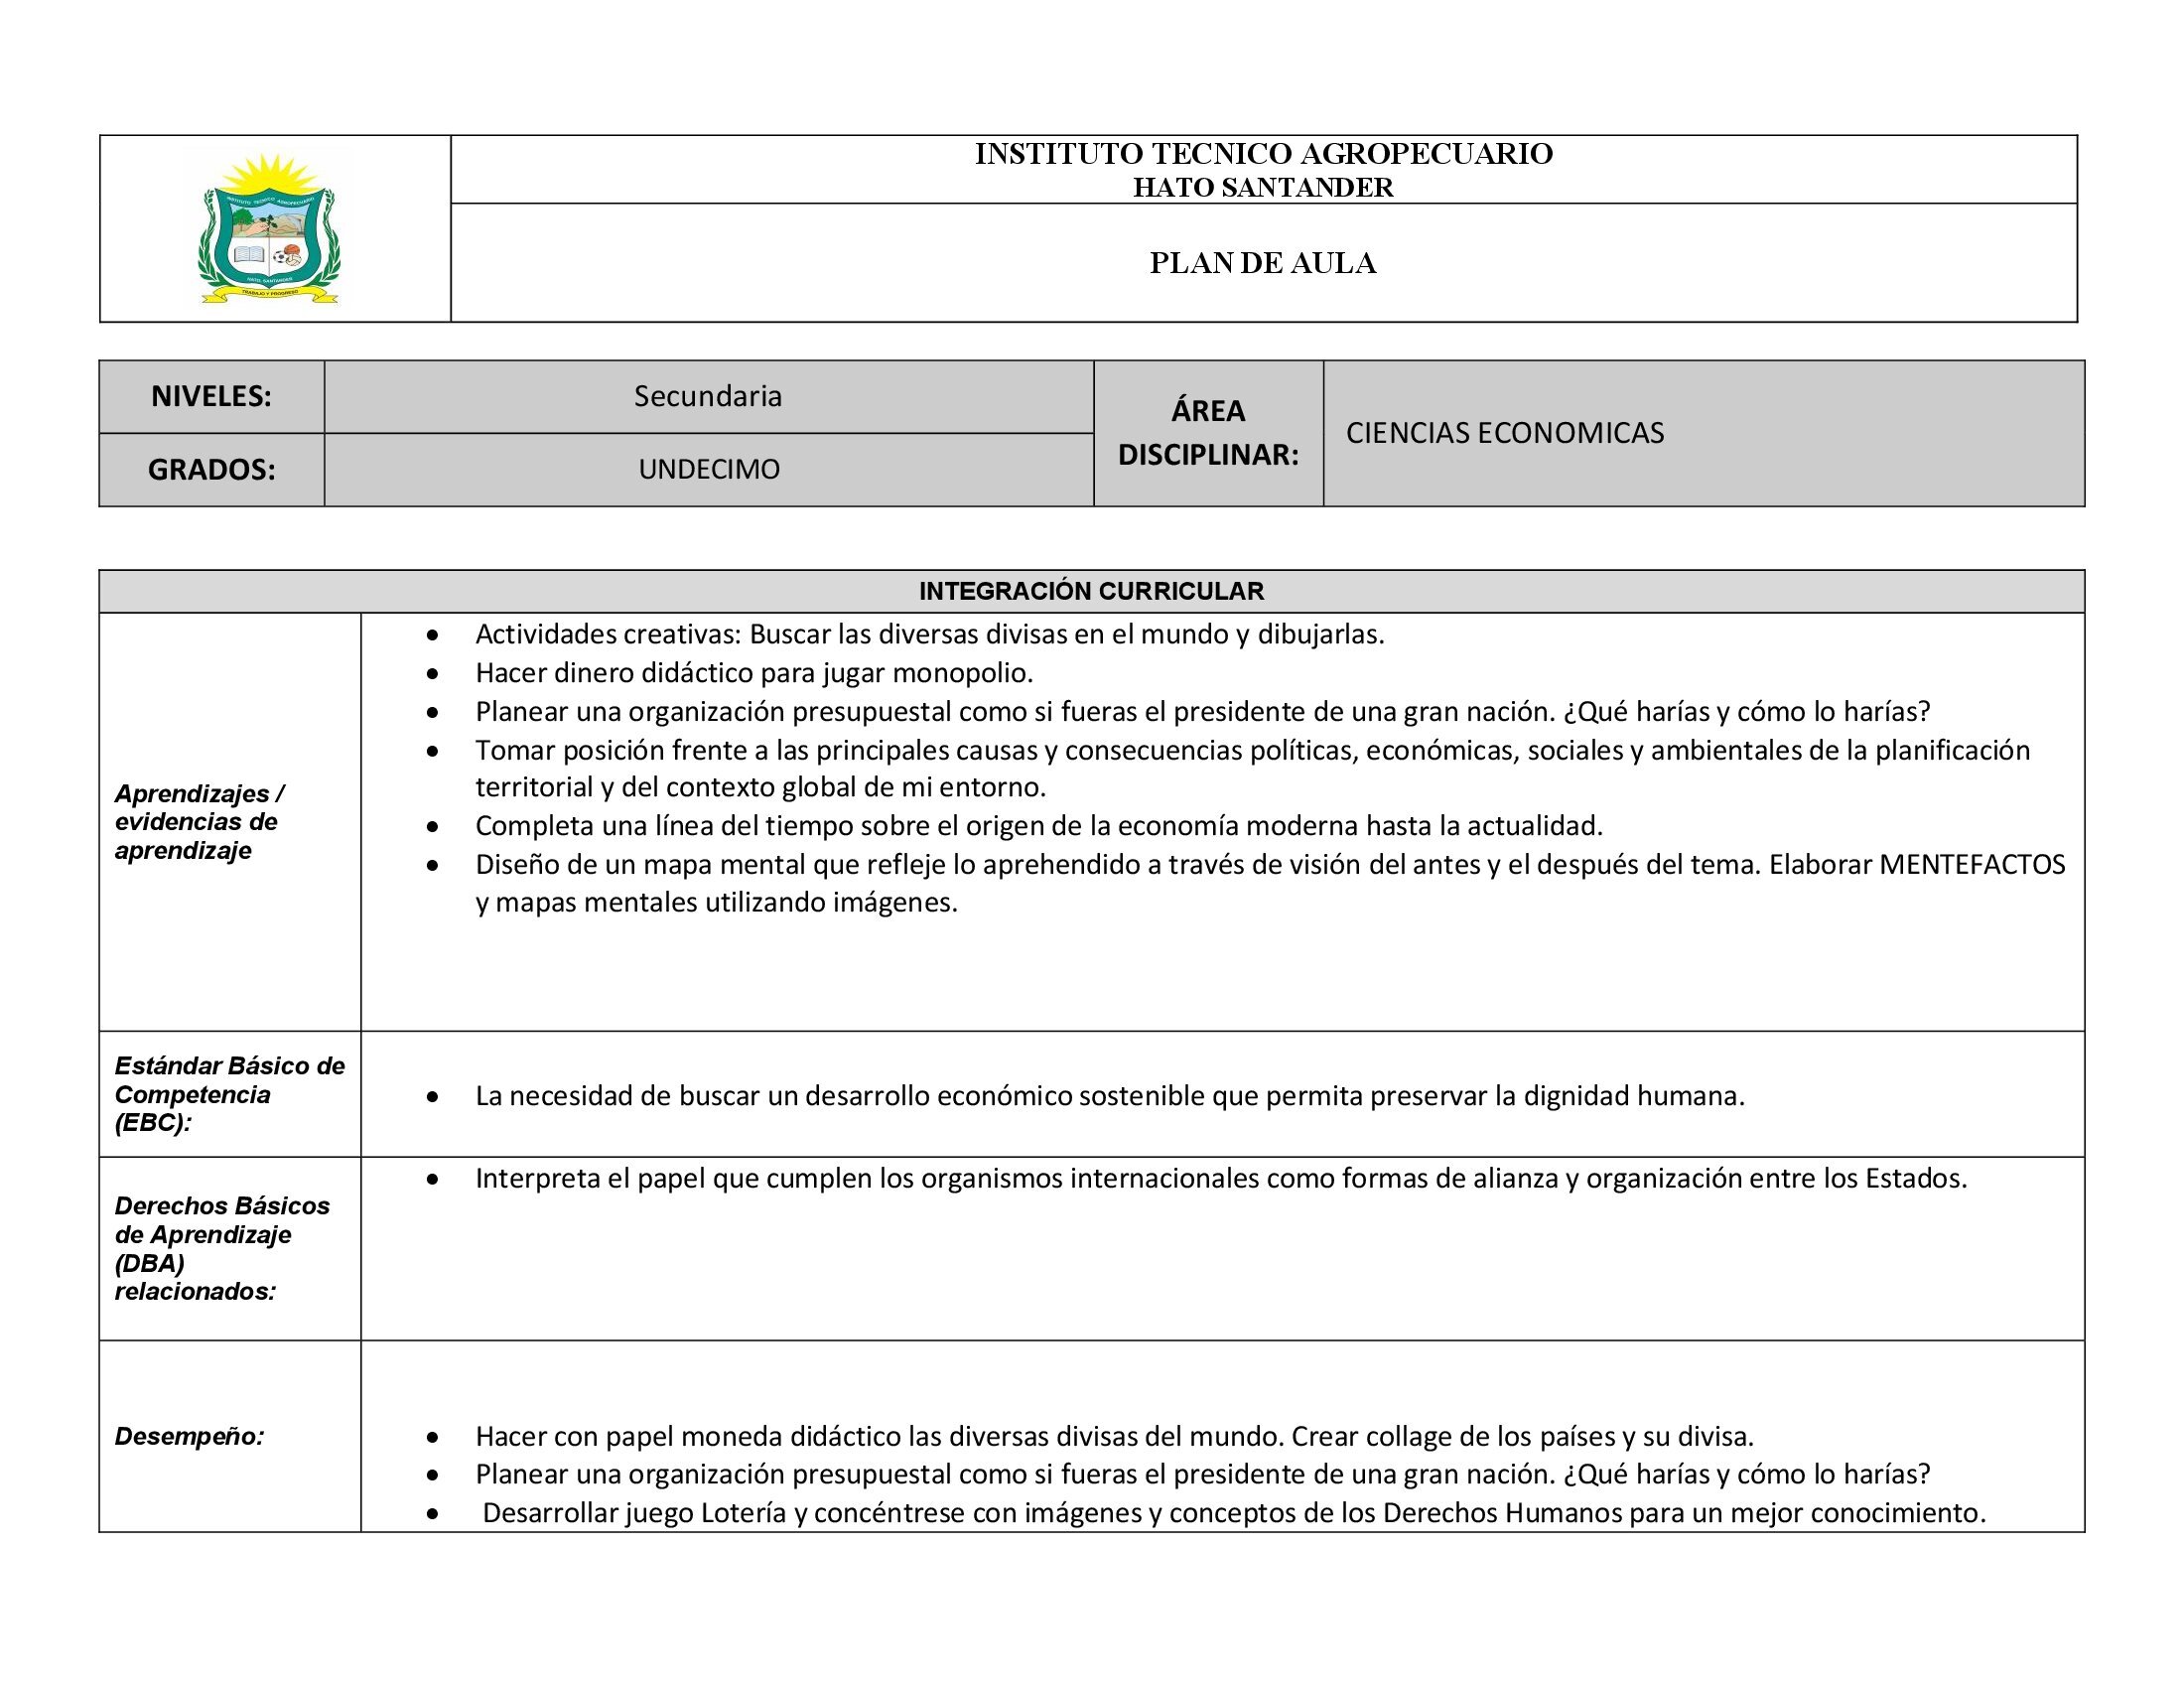 INSTITUTO TECNICO AGROPECUARIO
HATO SANTANDER
PLAN DE AULA
INSTITUTO TECNICO AGROPECUARIO
HATO SANTANDER
TRABAJO Y PROGRESO
NIVELES:
Secundaria
ÁREA
DISCIPLINAR:
CIENCIAS ECONOMICAS
GRADOS:
UNDECIMO
INTEGRACIÓN CURRICULAR
Aprendizajes /
evidencias de
aprendizaje
• Actividades creativas: Buscar las diversas divisas en el mundo y dibujarlas.
• Hacer dinero didáctico para jugar monopolio.
• Planear una organización presupuestal como si fueras el presidente de una gran nación. ¿Qué harías y cómo lo harías?
• Tomar posición frente a las principales causas y consecuencias políticas, económicas, sociales y ambientales de la planificación
territorial y del contexto global de mi entorno.
• Completa una línea del tiempo sobre el origen de la economía moderna hasta la actualidad.
• Diseño de un mapa mental que refleje lo aprehendido a través de visión del antes y el después del tema. Elaborar MENTEFACTOS
y mapas mentales utilizando imágenes.
Estándar Básico de
Competencia
(EBC):
• La necesidad de buscar un desarrollo económico sostenible que permita preservar la dignidad humana.
Derechos Básicos
de Aprendizaje
(DBA)
relacionados:
• Interpreta el papel que cumplen los organismos internacionales como formas de alianza y organización entre los Estados.
Desempeño:
• Hacer con papel moneda didáctico las diversas divisas del mundo. Crear collage de los países y su divisa.
• Planear una organización presupuestal como si fueras el presidente de una gran nación. ¿Qué harías y cómo lo harías?
• Desarrollar juego Lotería y concéntrese con imágenes y conceptos de los Derechos Humanos para un mejor conocimiento.